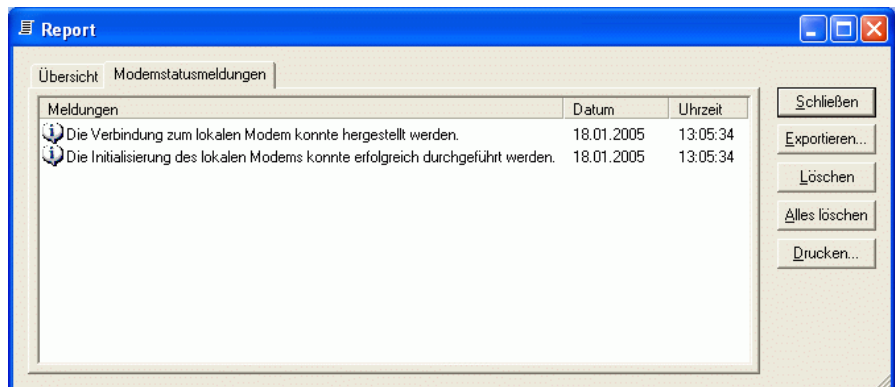 Report
Übersicht
Modemstatusmeldungen
Meldungen Datum Uhrzeit
Die Verbindung zum lokalen Modem konnte hergestellt werden. 18.01.2005 13:05:34
Die Initialisierung des lokalen Modems konnte erfolgreich durchgeführt werden. 18.01.2005 13:05:34
Schließen
Exportieren...
Löschen
Alles löschen
Drucken...